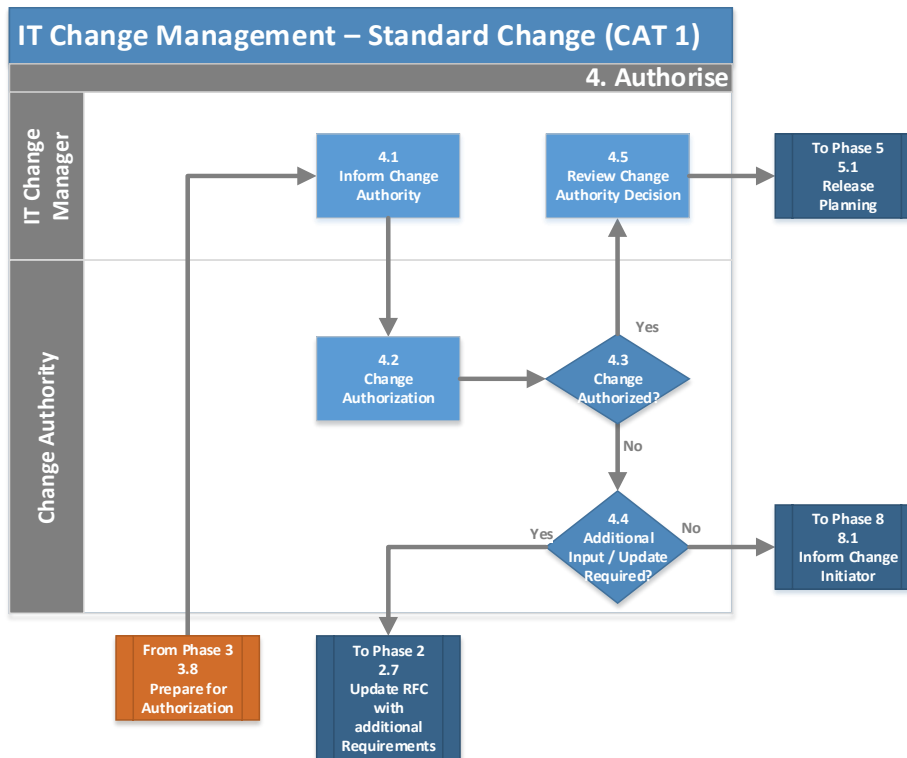 IT Change Management – Standard Change (CAT 1)
4. Authorise
IT Change
Manager
4.1
Inform Change
Authority
4.5
Review Change
Authority Decision
To Phase 5
5.1
Release
Planning
Change Authority
Yes
4.2
Change
Authorization
4.3
Change
Authorized?
No
4.4
Additional
Input / Update
Required?
Yes
No
To Phase 8
8.1
Inform Change
Initiator
From Phase 3
3.8
Prepare for
Authorization
To Phase 2
2.7
Update RFC
with
additional
Requirements